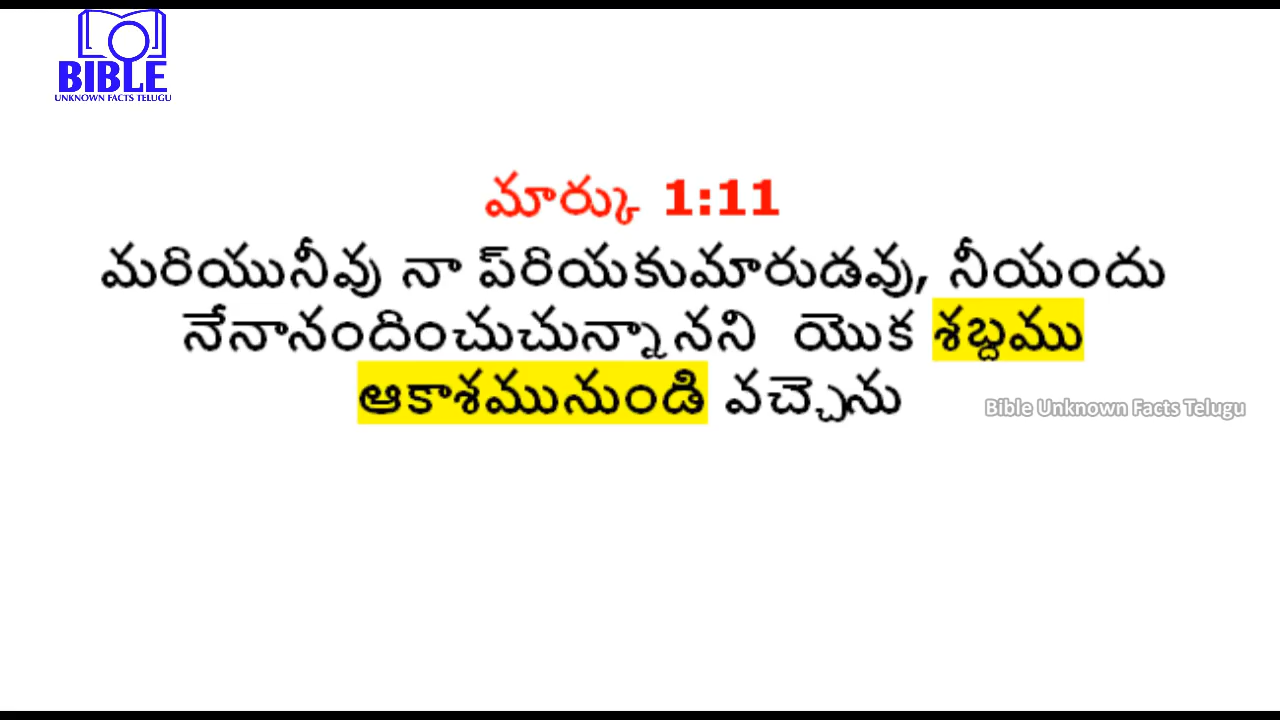 BIBLE
UNKNOWN FACTS TELUGU
మార్కు 1:11
మరియునీవు నా ప్రియకుమారుడవు, నీయందు
నేనానందించుచున్నానని యొక శబ్దము
ఆకాశమునుండి వచ్చెను
Bible Unknown Facts Telugu